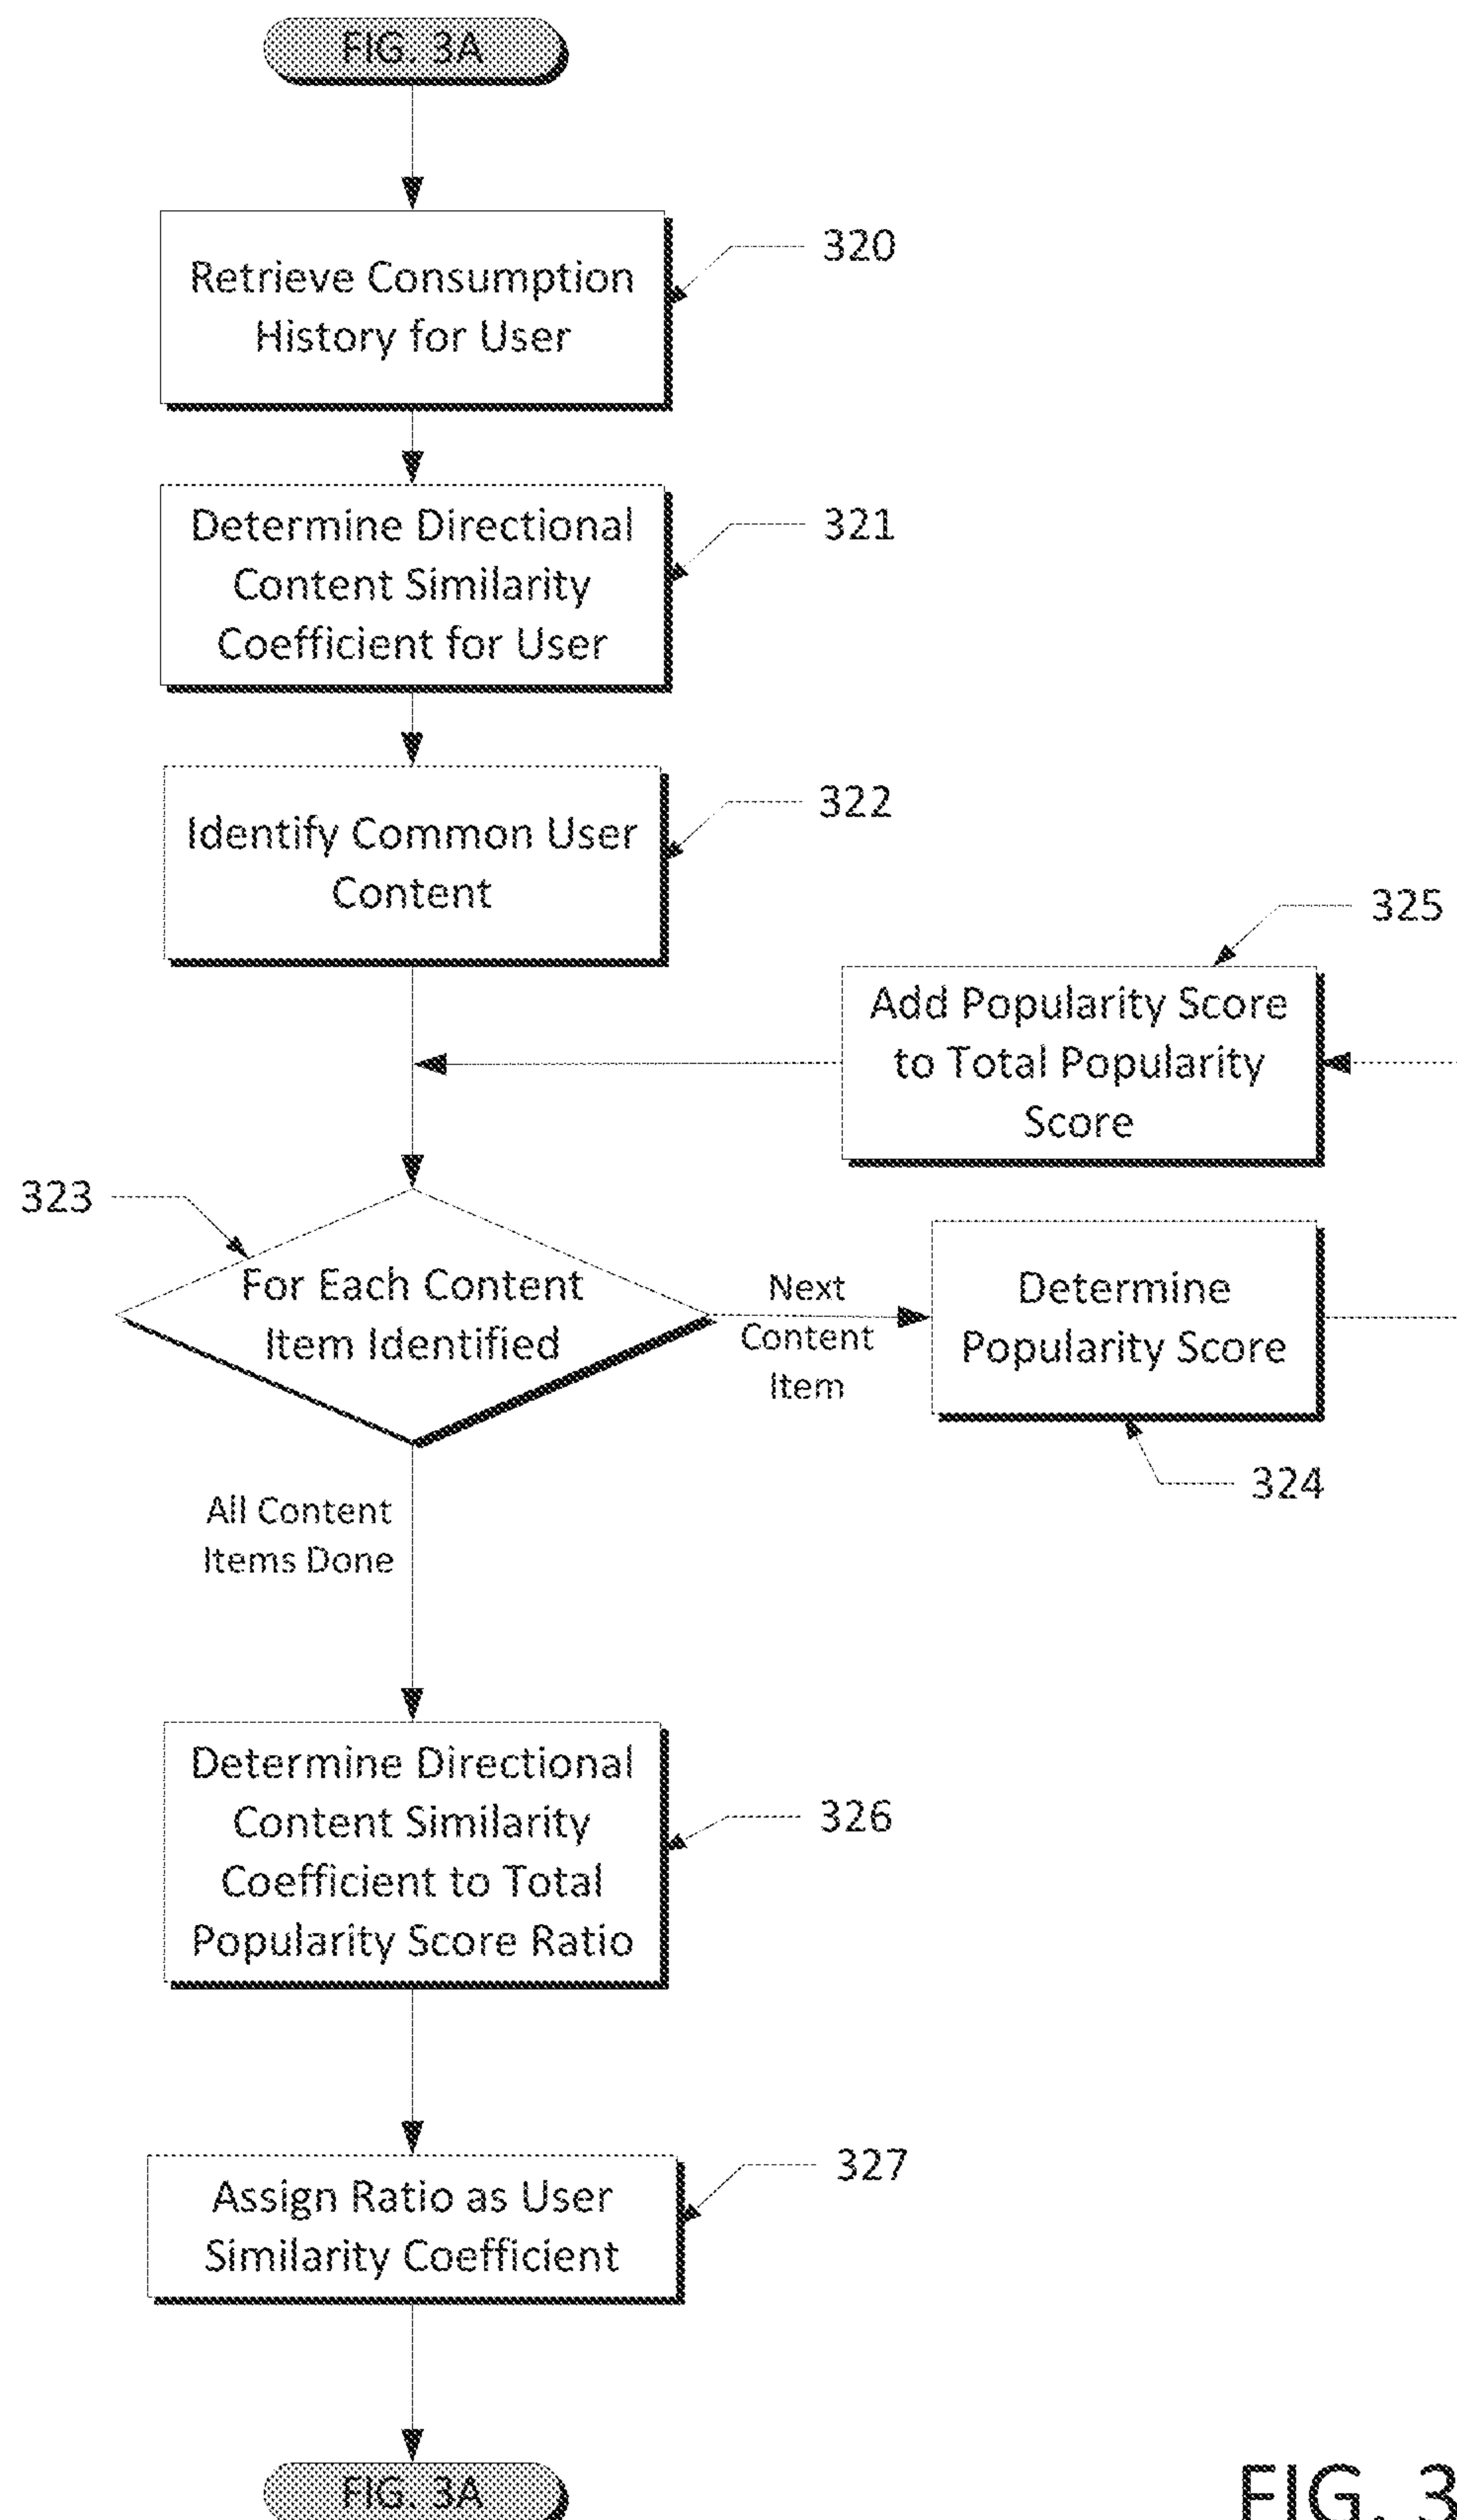 FIG. 3A
Retrieve Consumption
History for User
320
Determine Directional
Content Similarity
Coefficient for User
321
Identify Common User
Content
322
325
Add Popularity Score
to Total Popularity
Score
323
For Each Content
Item Identified
Next
Content
Item
Determine
Popularity Score
324
All Content
Items Done
Determine Directional
Content Similarity
Coefficient to Total
Popularity Score Ratio
326
Assign Ratio as User
Similarity Coefficient
327
FIG. 3A
FIG. 3